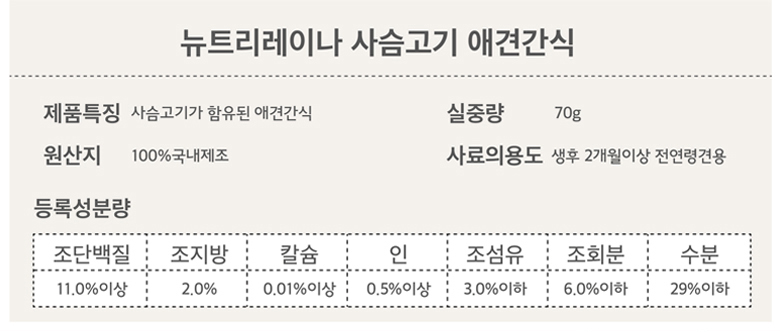 뉴트리레이나 사슴고기 애견간식
제품특징 사슴고기가 함유된 애견간식 실중량 70g
원산지 100%국내제조 사료의용도 생후 2개월이상 전연령견용
등록성분량
조단백질 조지방 칼슘 인 조섬유 조회분 수분
11.0%이상 2.0% 0.01%이상 0.5%이상 3.0%이하 6.0%이하 29%이하